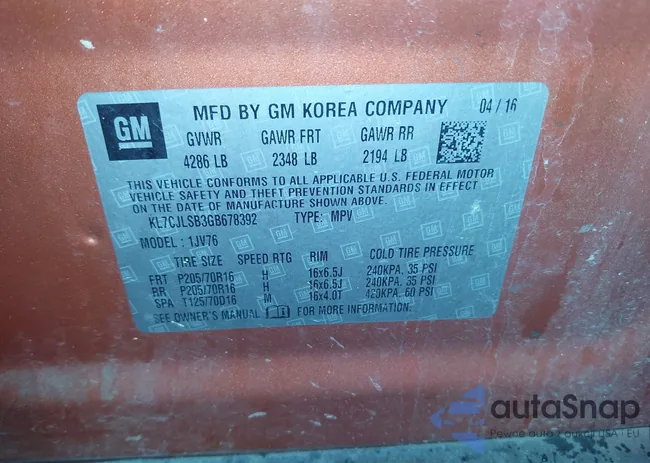 GM
MFD BY GM KOREA COMPANY 04 / 16
GVWR GAWR FRT GAWR RR
4286 LB 2348 LB 2194 LB
THIS VEHICLE CONFORMS TO ALL APPLICABLE U.S. FEDERAL MOTOR
VEHICLE SAFETY AND THEFT PREVENTION STANDARDS IN EFFECT
ON THE DATE OF MANUFACTURE SHOWN ABOVE.
KL7CJLSB3GB678392 TYPE: MPV
MODEL : 1JV76
TIRE SIZE SPEED RTG RIM COLD TIRE PRESSURE
FRT P205/70R16 H 16x6.5J 240KPA, 35 PSI
RR P205/70R16 H 16x6.5J 240KPA, 35 PSI
SPA T125/70D16 M 16x4.0T 420KPA, 60 PSI
SEE OWNER'S MANUAL FOR MORE INFORMATION.
autaSnap